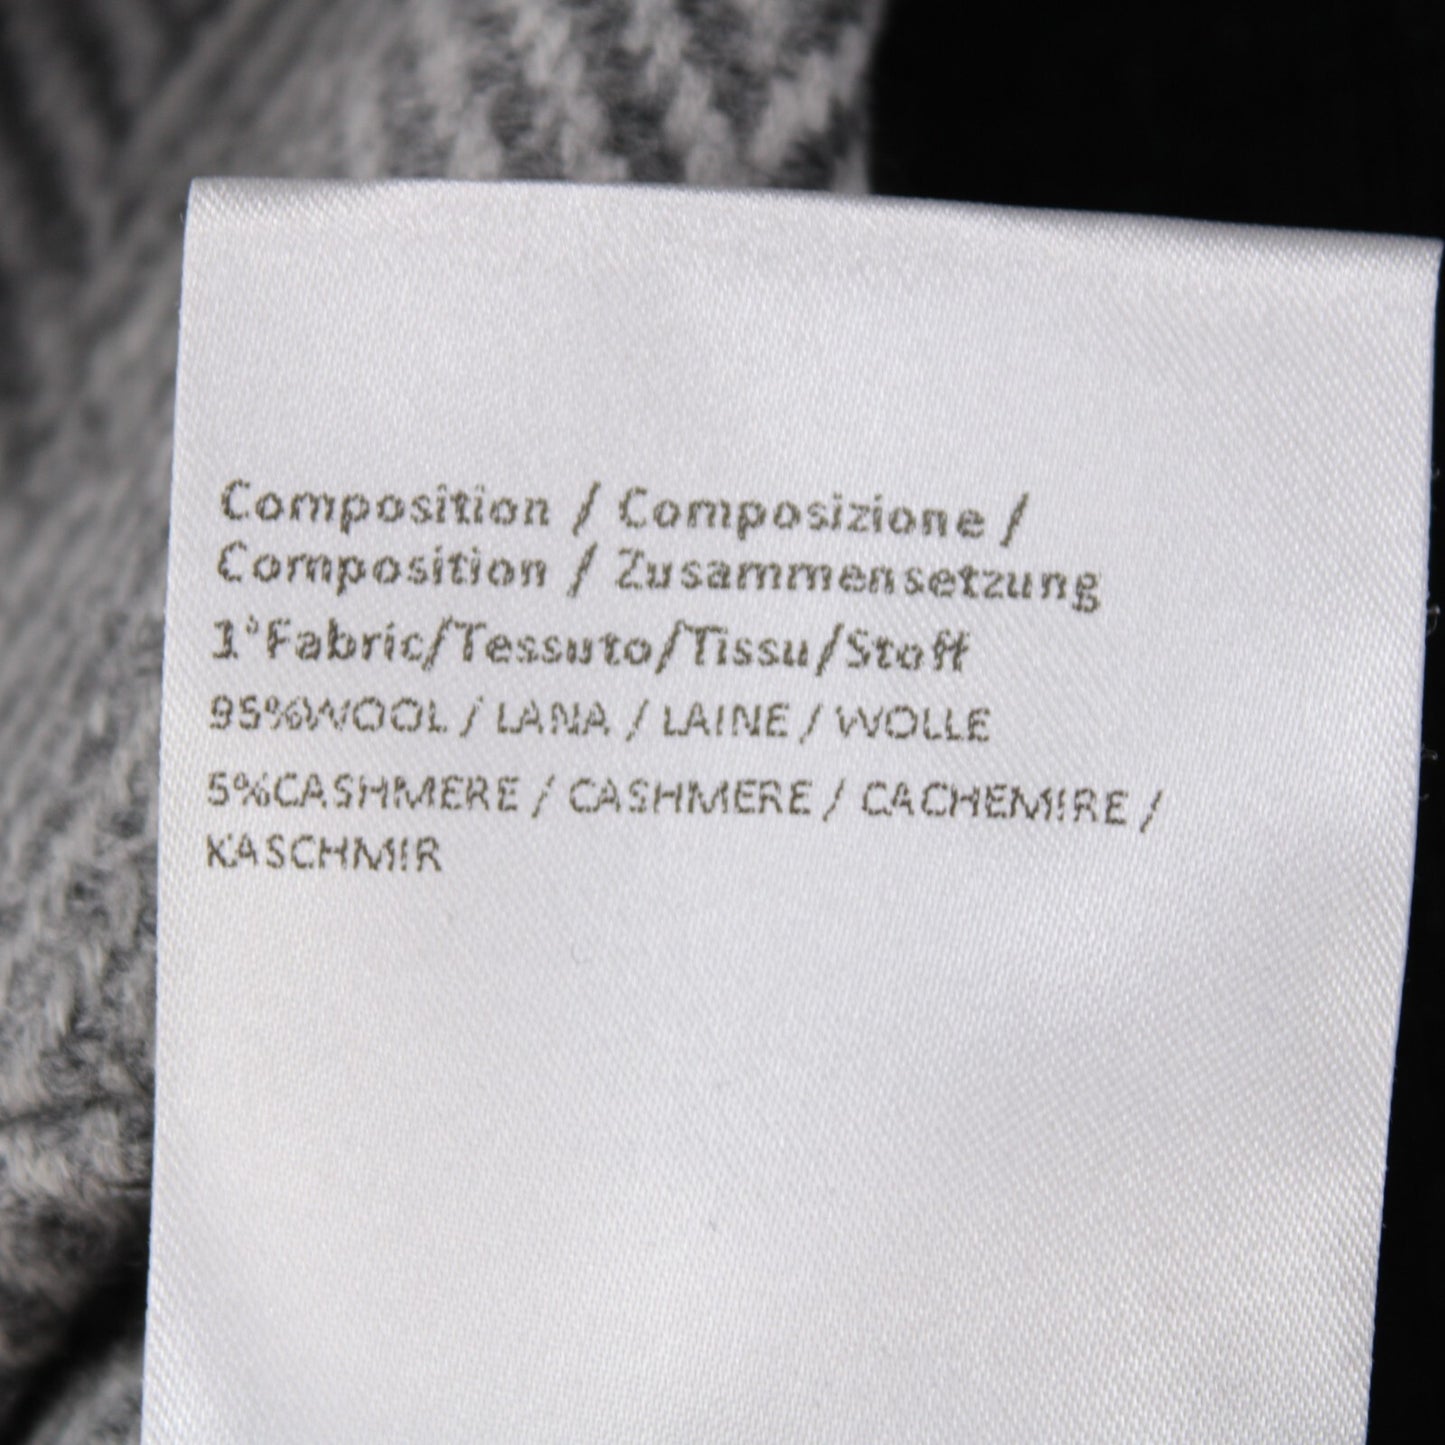 Composition / Composizione /
Composition / Zusammensetzung
1°Fabric/Tessuto/Tissu/Stoff
95%WOOL / LANA / LAINE / WOLLE
5%CASHMERE / CASHMERE / CACHEMIRE /
KASCHMIR